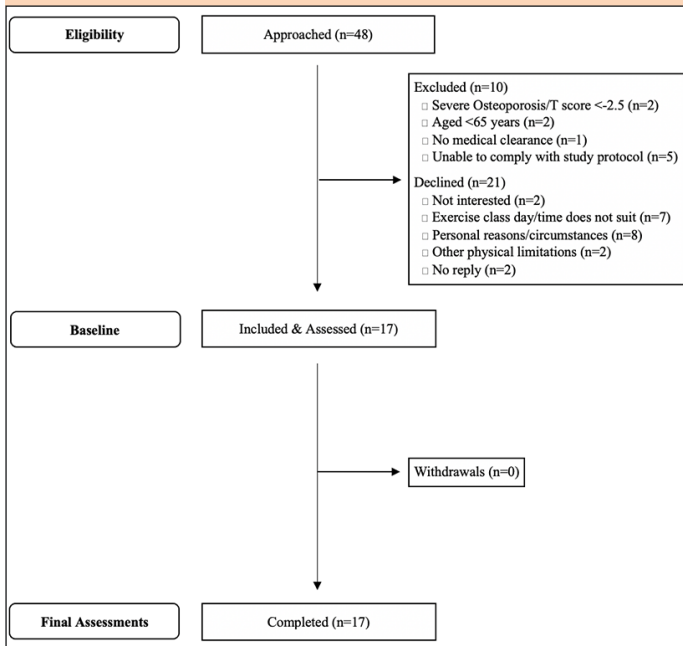 Eligibility
Approached (n=48)
Excluded (n=10)
□ Severe Osteoporosis/T score <-2.5 (n=2)
□ Aged <65 years (n=2)
□ No medical clearance (n=1)
□ Unable to comply with study protocol (n=5)
Declined (n=21)
□ Not interested (n=2)
□ Exercise class day/time does not suit (n=7)
□ Personal reasons/circumstances (n=8)
□ Other physical limitations (n=2)
□ No reply (n=2)
Baseline
Included & Assessed (n=17)
Withdrawals (n=0)
Final Assessments
Completed (n=17)